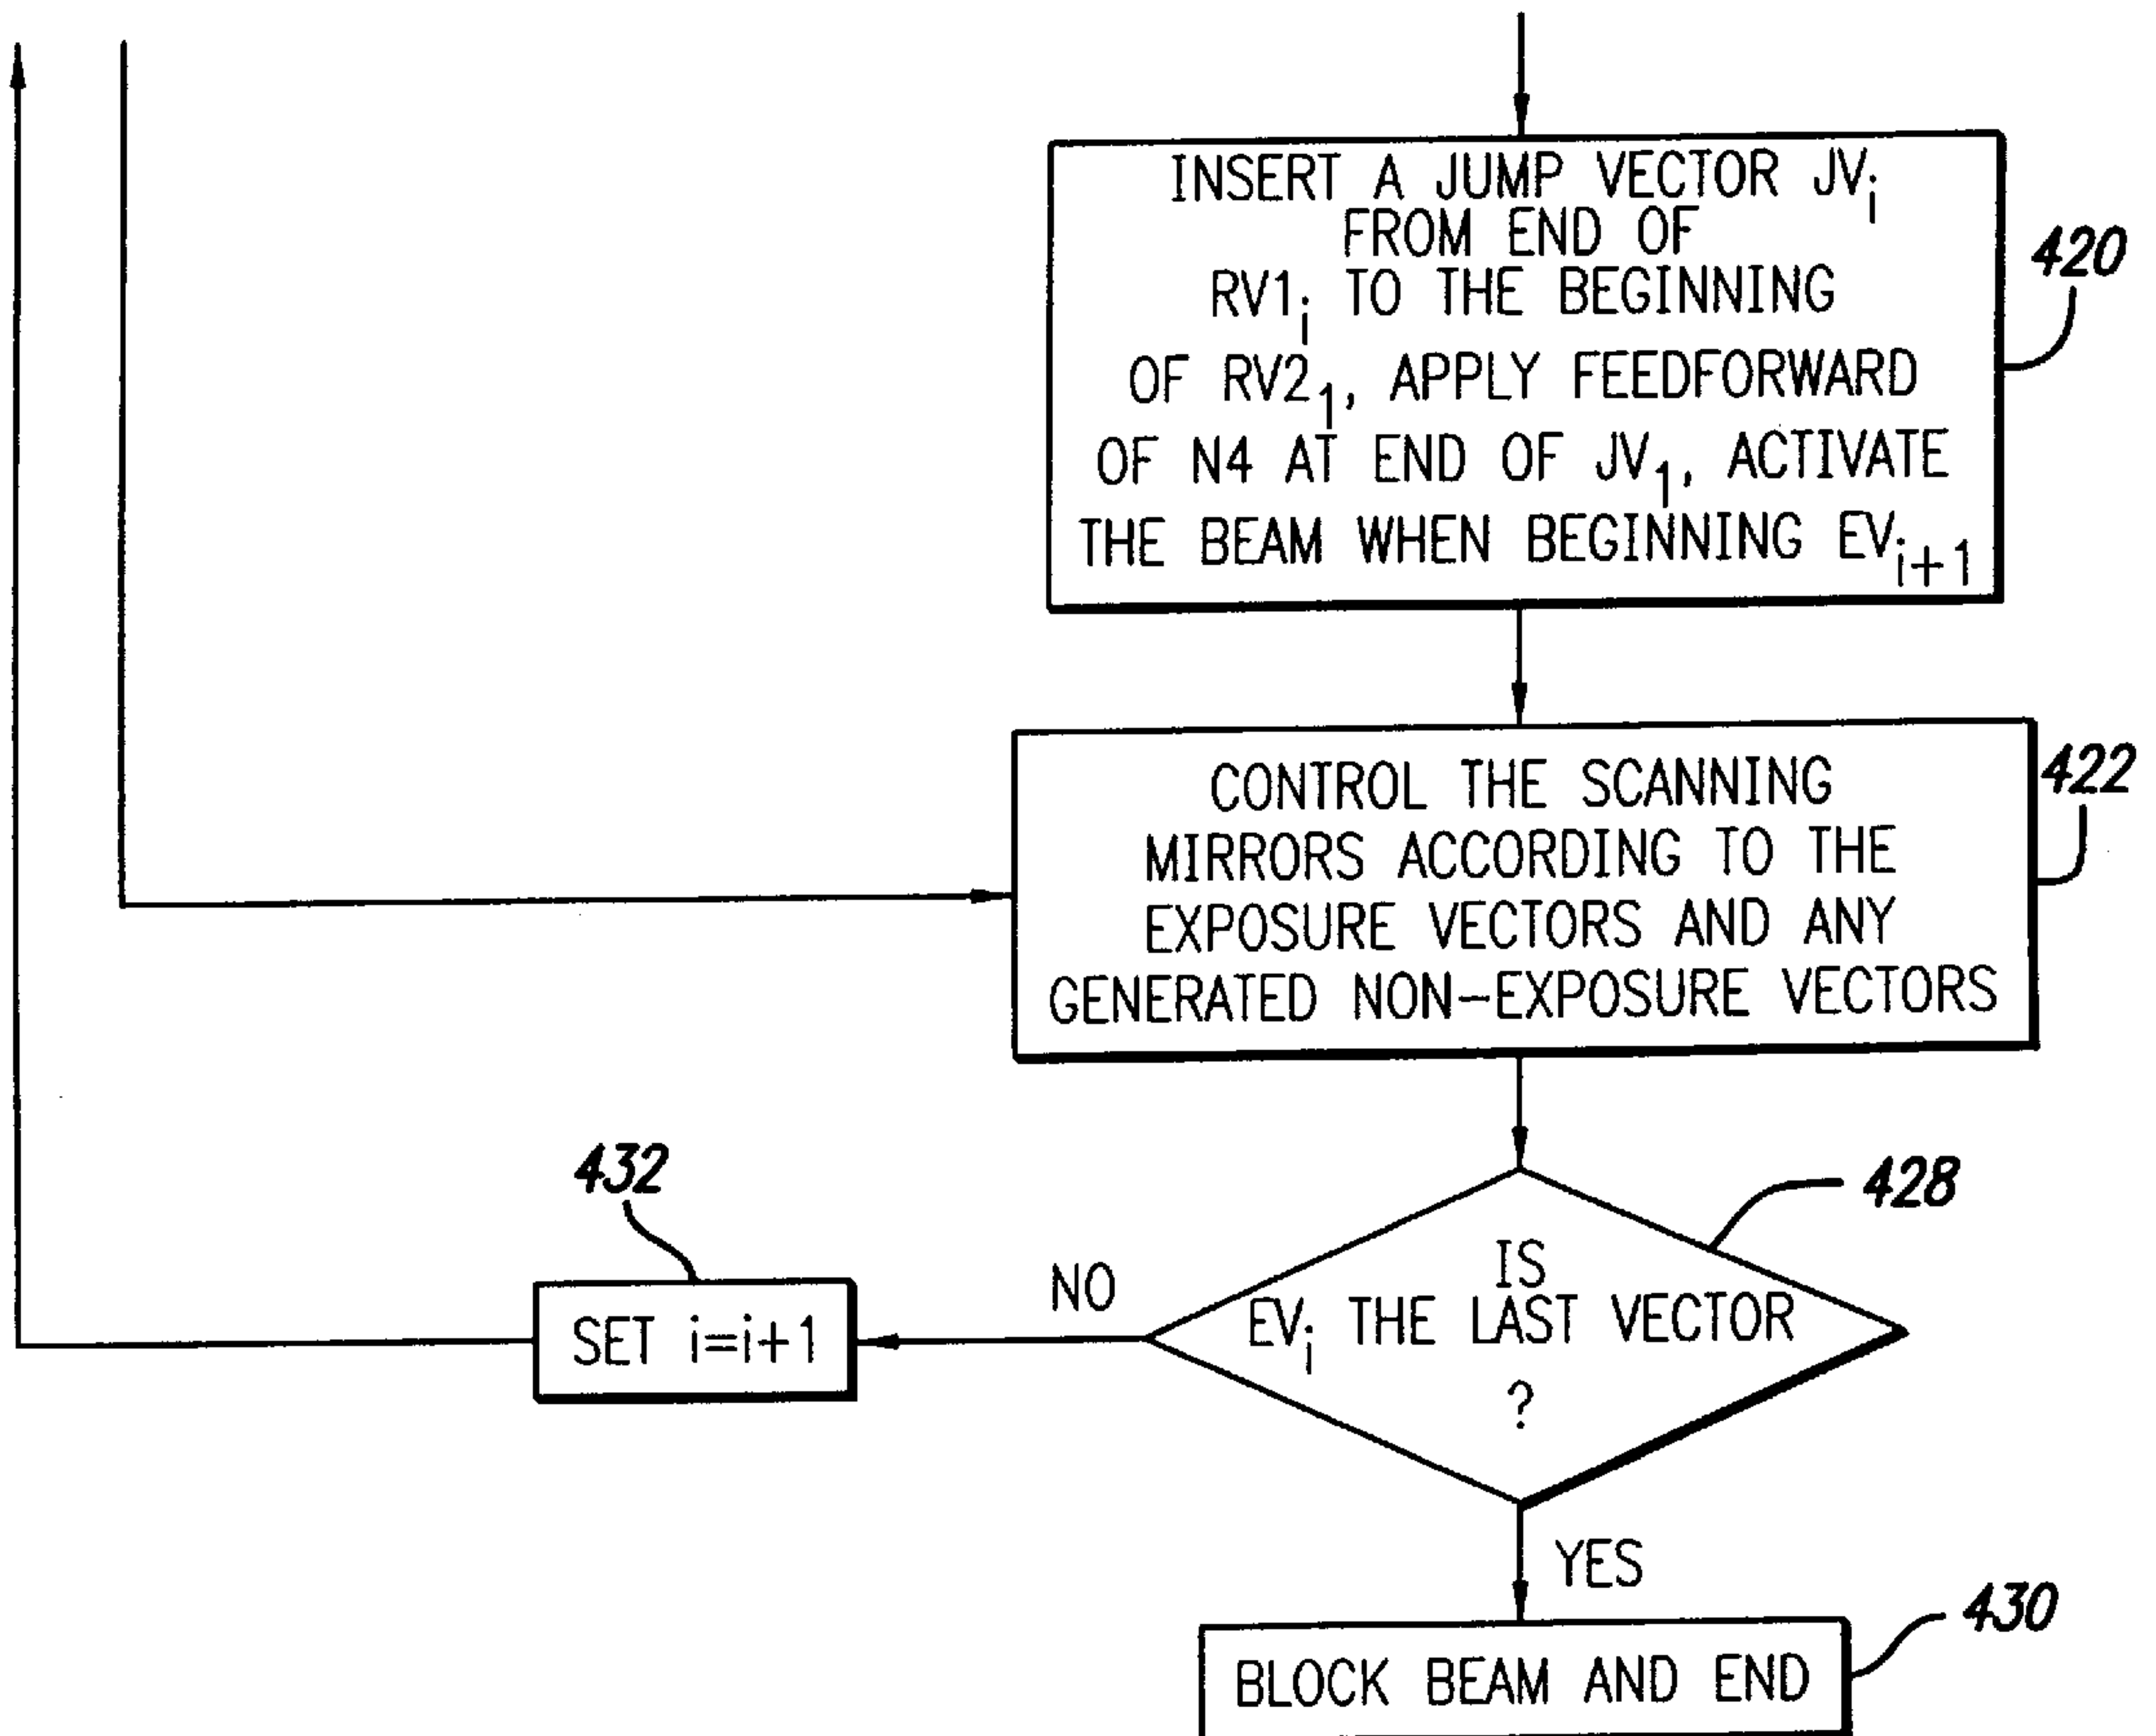 INSERT A JUMP VECTOR JVᵢ
FROM END OF
RV1ᵢ TO THE BEGINNING
OF RV2₁, APPLY FEEDFORWARD
OF N4 AT END OF JV₁, ACTIVATE
THE BEAM WHEN BEGINNING EVᵢ₊₁
420
CONTROL THE SCANNING
MIRRORS ACCORDING TO THE
EXPOSURE VECTORS AND ANY
GENERATED NON-EXPOSURE VECTORS
422
432
SET i=i+1
NO
IS
EVᵢ THE LAST VECTOR
?
428
YES
BLOCK BEAM AND END
430